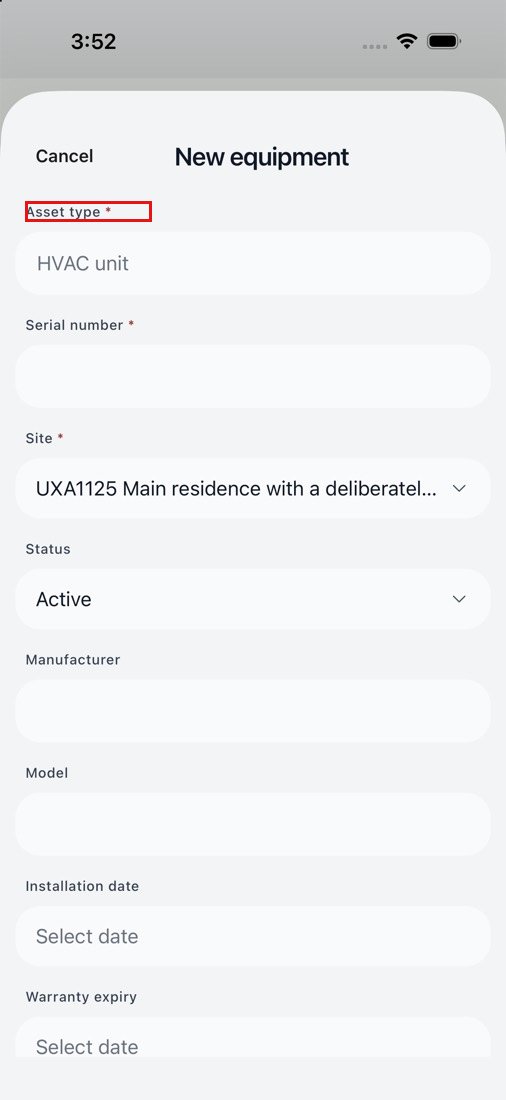 3:52
Cancel
New equipment
Asset type *
HVAC unit
Serial number *
Site *
UXA1125 Main residence with a deliberatel...
Status
Active
Manufacturer
Model
Installation date
Select date
Warranty expiry
Select date